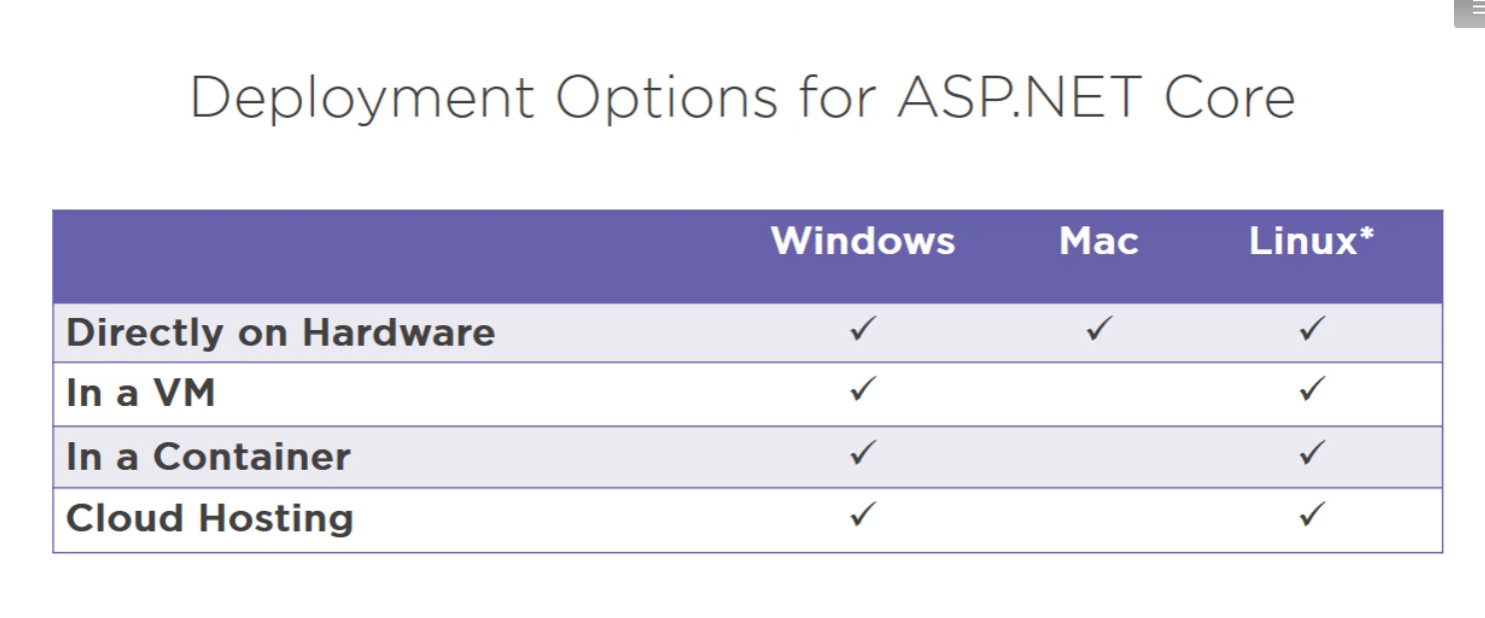 Deployment Options for ASP.NET Core
Windows Mac Linux*
Directly on Hardware ✓ ✓ ✓
In a VM ✓ ✓
In a Container ✓ ✓
Cloud Hosting ✓ ✓